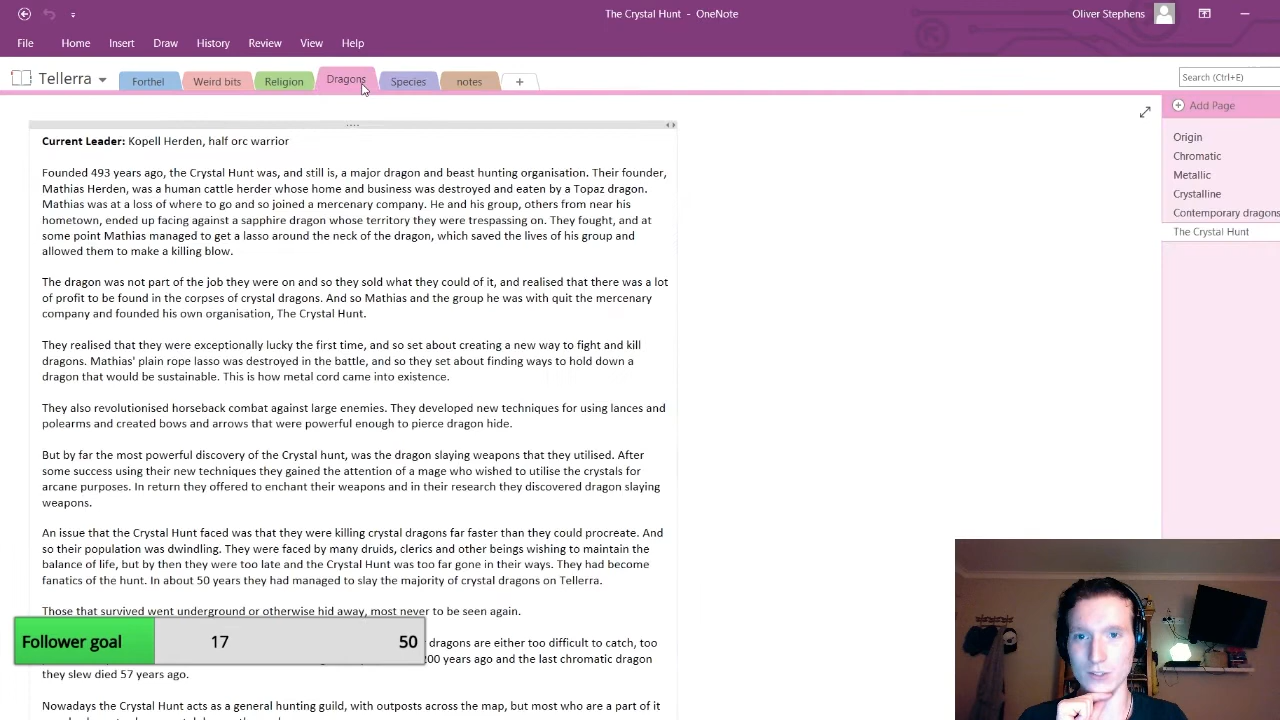 The Crystal Hunt - OneNote
Oliver Stephens
File Home Insert Draw History Review View Help
Tellerra
Forthel Weird bits Religion Dragons Species notes +
Search (Ctrl+E)
Add Page
Origin
Chromatic
Metallic
Crystalline
Contemporary dragons
The Crystal Hunt
Current Leader: Kopell Herden, half orc warrior
Founded 493 years ago, the Crystal Hunt was, and still is, a major dragon and beast hunting organisation. Their founder,
Mathias Herden, was a human cattle herder whose home and business was destroyed and eaten by a Topaz dragon.
Mathias was at a loss of where to go and so joined a mercenary company. He and his group, others from near his
hometown, ended up facing against a sapphire dragon whose territory they were trespassing on. They fought, and at
some point Mathias managed to get a lasso around the neck of the dragon, which saved the lives of his group and
allowed them to make a killing blow.
The dragon was not part of the job they were on and so they sold what they could of it, and realised that there was a lot
of profit to be found in the corpses of crystal dragons. And so Mathias and the group he was with quit the mercenary
company and founded his own organisation, The Crystal Hunt.
They realised that they were exceptionally lucky the first time, and so set about creating a new way to fight and kill
dragons. Mathias' plain rope lasso was destroyed in the battle, and so they set about finding ways to hold down a
dragon that would be sustainable. This is how metal cord came into existence.
They also revolutionised horseback combat against large enemies. They developed new techniques for using lances and
polearms and created bows and arrows that were powerful enough to pierce dragon hide.
But by far the most powerful discovery of the Crystal hunt, was the dragon slaying weapons that they utilised. After
some success using their new techniques they gained the attention of a mage who wished to utilise the crystals for
arcane purposes. In return they offered to enchant their weapons and in their research they discovered dragon slaying
weapons.
An issue that the Crystal Hunt faced was that they were killing crystal dragons far faster than they could procreate. And
so their population was dwindling. They were faced by many druids, clerics and other beings wishing to maintain the
balance of life, but by then they were too late and the Crystal Hunt was too far gone in their ways. They had become
fanatics of the hunt. In about 50 years they had managed to slay the majority of crystal dragons on Tellerra.
Those that survived went underground or otherwise hid away, most never to be seen again.
dragons are either too difficult to catch, too
200 years ago and the last chromatic dragon
they slew died 57 years ago.
Nowadays the Crystal Hunt acts as a general hunting guild, with outposts across the map, but most who are a part of it
Follower goal 17 50